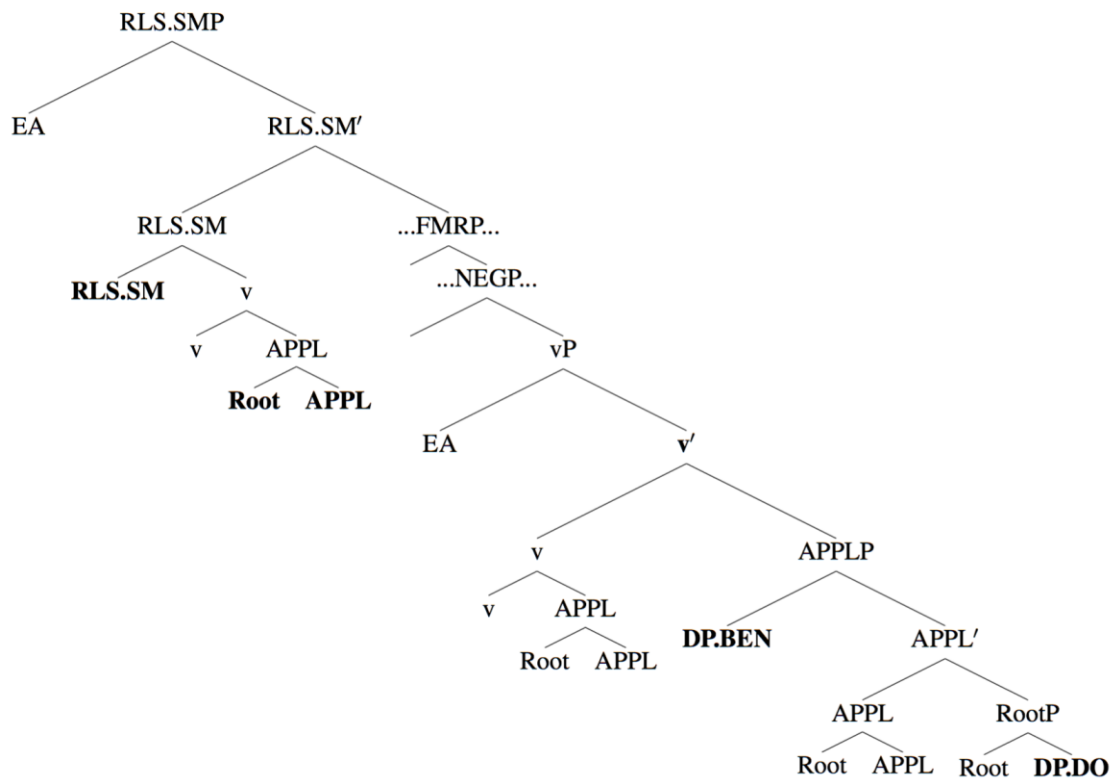 RLS.SMP
EA RLS.SM′
RLS.SM ...FMRP...
RLS.SM v ...NEGP...
v APPL vP
Root APPL
EA v′
v APPLP
v APPL DP.BEN APPL′
Root APPL
APPL RootP
Root APPL Root DP.DO